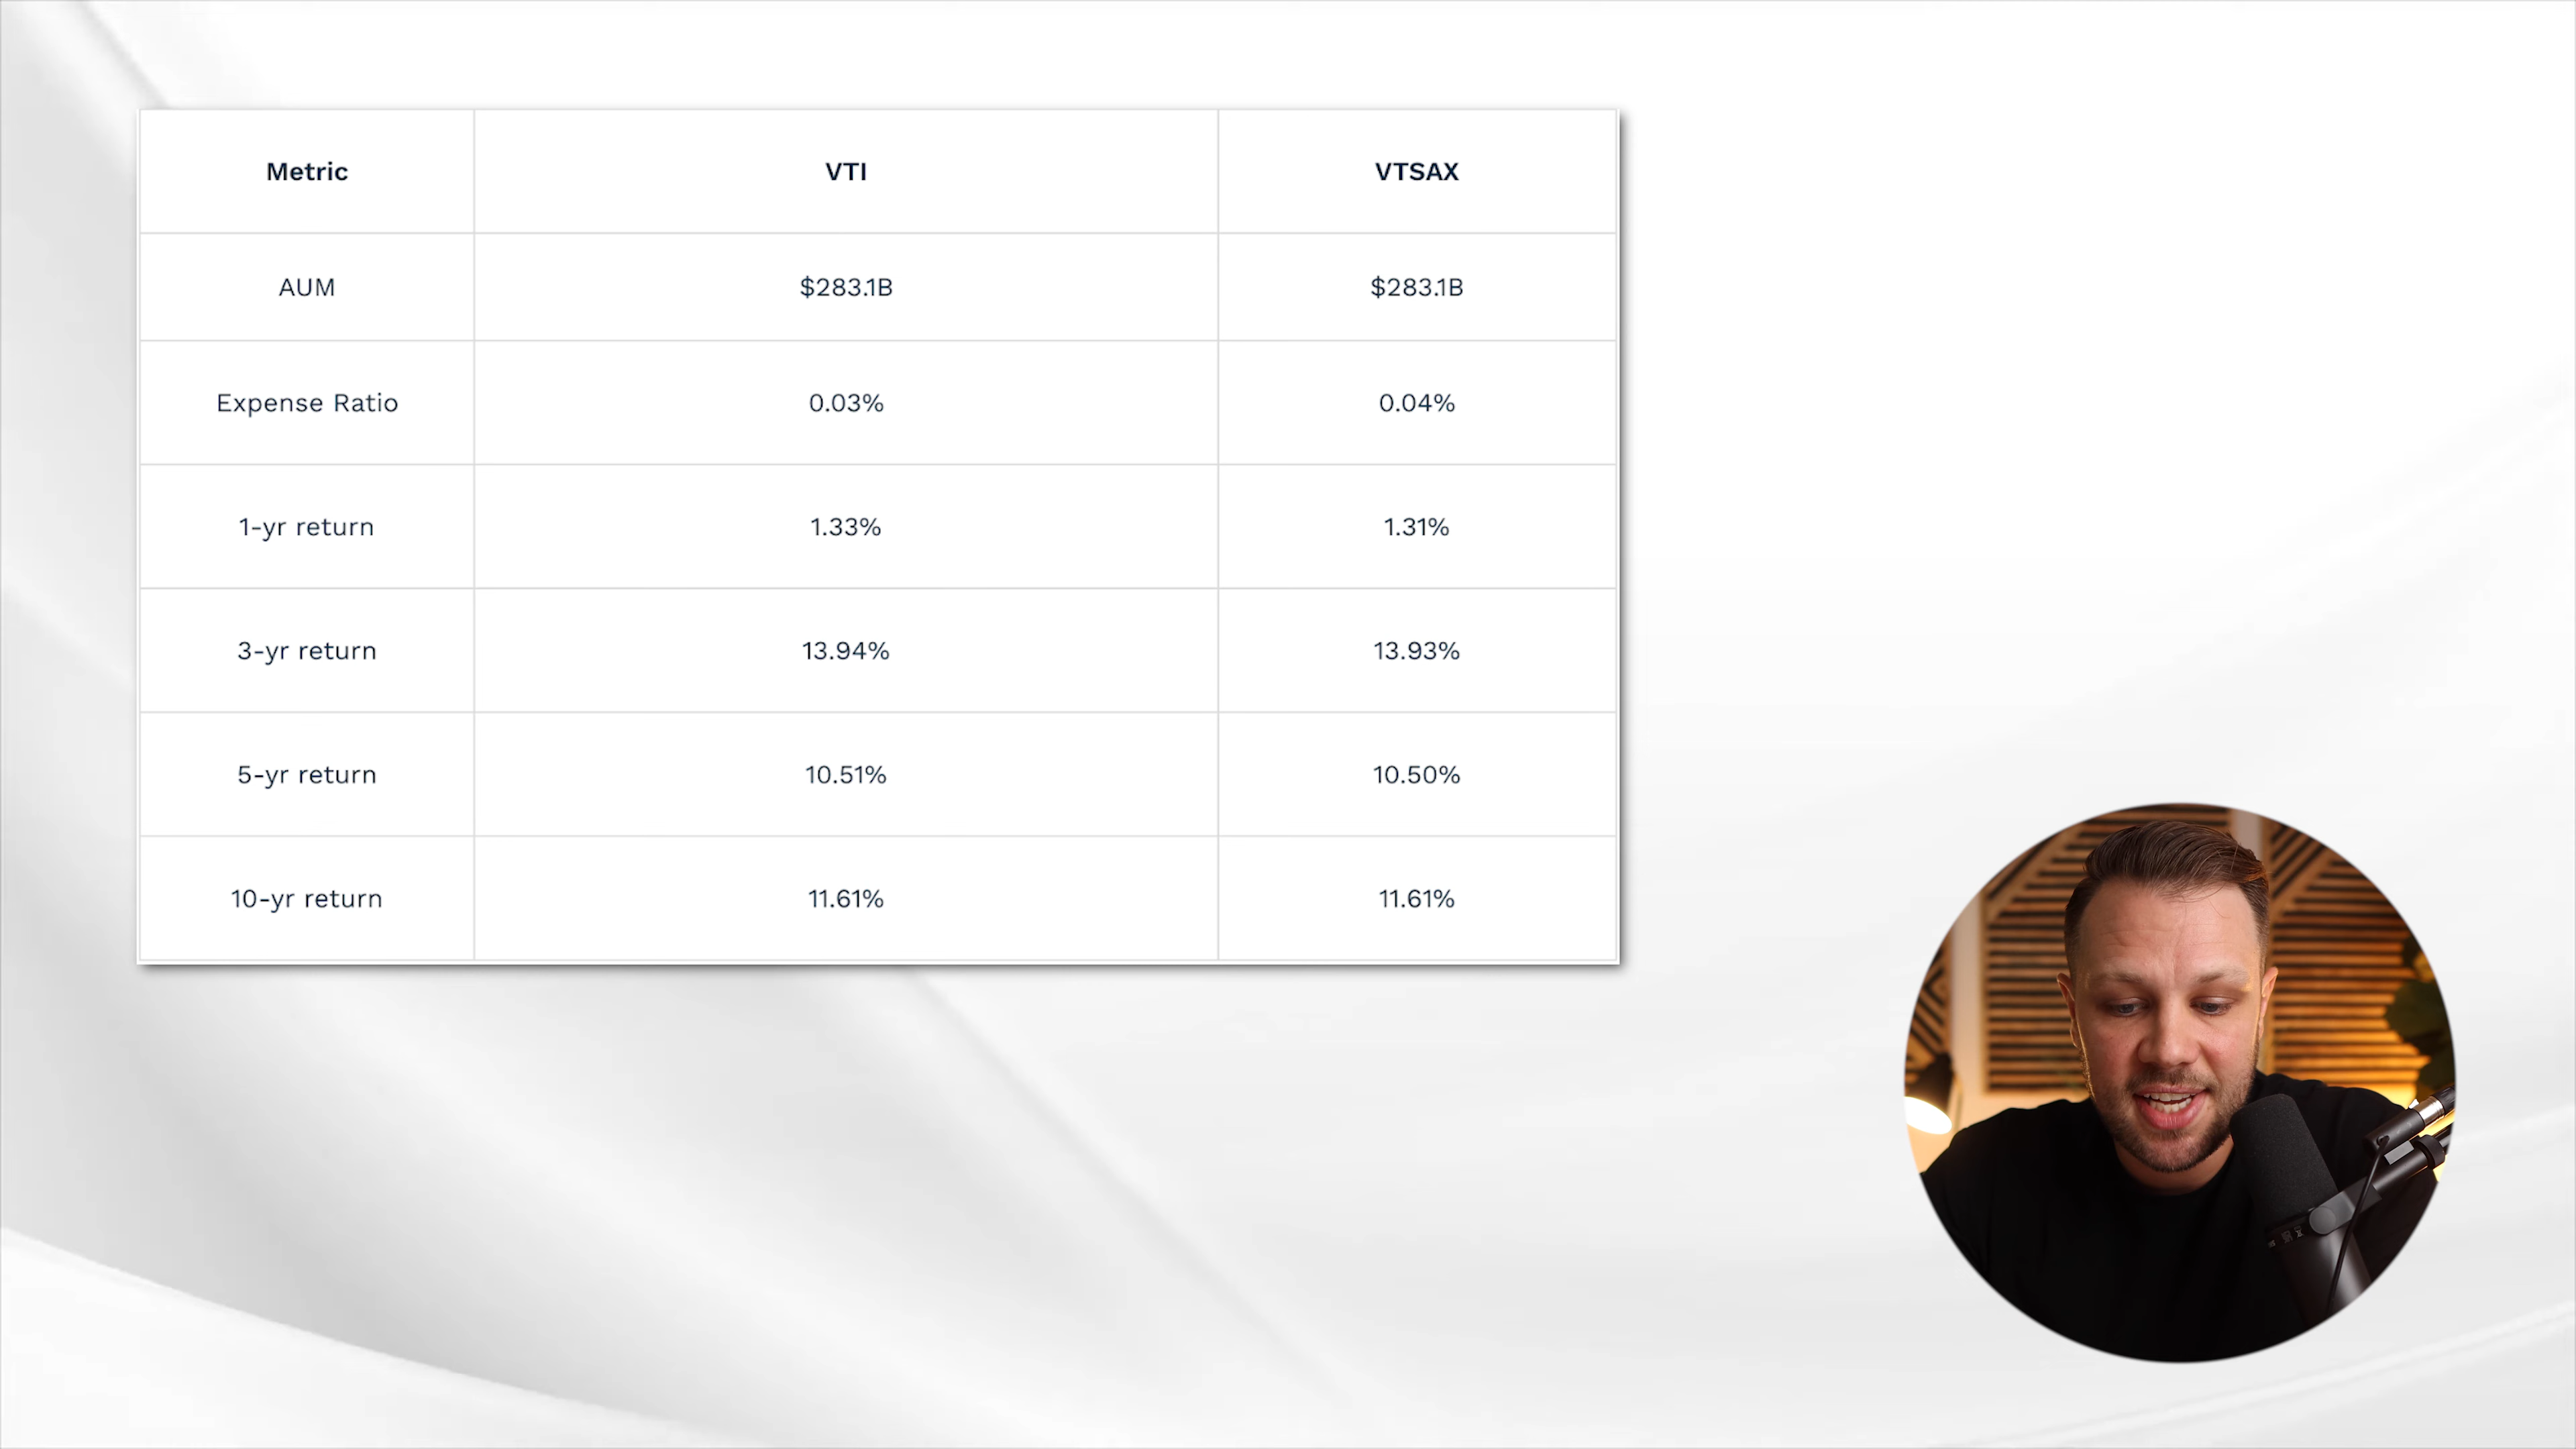 Metric VTI VTSAX
AUM $283.1B $283.1B
Expense Ratio 0.03% 0.04%
1-yr return 1.33% 1.31%
3-yr return 13.94% 13.93%
5-yr return 10.51% 10.50%
10-yr return 11.61% 11.61%